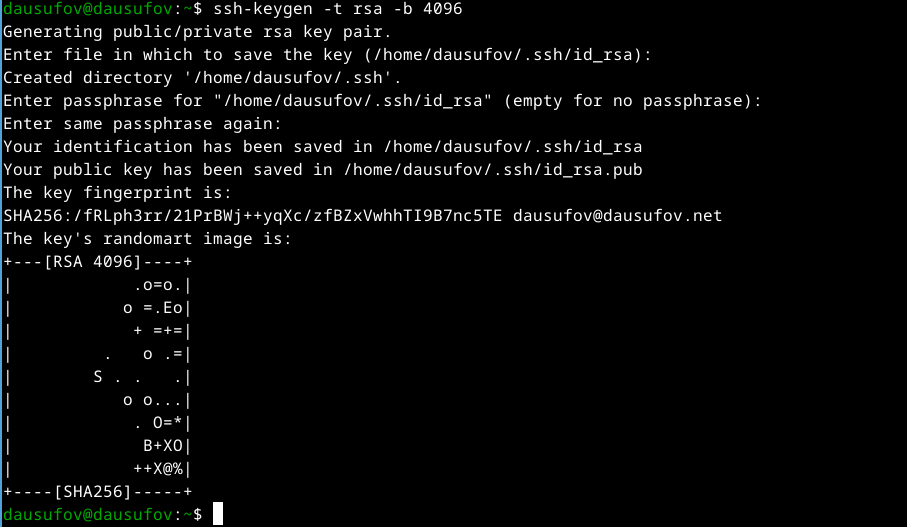 dausufov@dausufov:~$ ssh-keygen -t rsa -b 4096
Generating public/private rsa key pair.
Enter file in which to save the key (/home/dausufov/.ssh/id_rsa):
Created directory '/home/dausufov/.ssh'.
Enter passphrase for "/home/dausufov/.ssh/id_rsa" (empty for no passphrase):
Enter same passphrase again:
Your identification has been saved in /home/dausufov/.ssh/id_rsa
Your public key has been saved in /home/dausufov/.ssh/id_rsa.pub
The key fingerprint is:
SHA256:/fRLph3rr/21PrBWj++yqXc/zfBZxVwhhTI9B7nc5TE dausufov@dausufov.net
The key's randomart image is:
+---[RSA 4096]----+
|            .o=o.|
|           o =.Eo|
|            + =+=|
|         .   o .=|
|        S . .   .|
|           o o...|
|            . O=*|
|             B+XO|
|            ++X@%|
+----[SHA256]-----+
dausufov@dausufov:~$